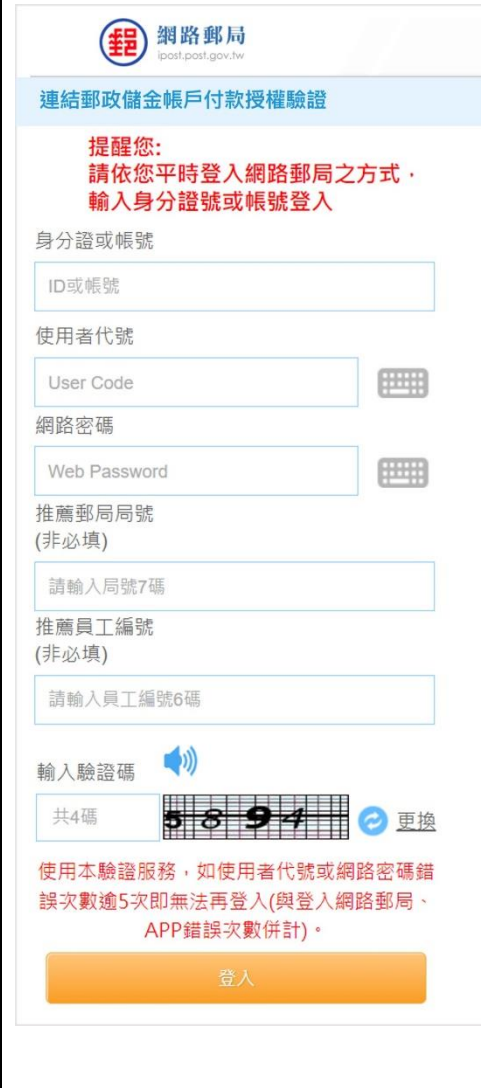 郵 網路郵局
ipost.post.gov.tw
連結郵政儲金帳戶付款授權驗證
提醒您:
請依您平時登入網路郵局之方式，
輸入身分證號或帳號登入
身分證或帳號
ID或帳號
使用者代號
User Code
網路密碼
Web Password
推薦郵局局號
(非必填)
請輸入局號7碼
推薦員工編號
(非必填)
請輸入員工編號6碼
輸入驗證碼
共4碼 5894 更換
使用本驗證服務，如使用者代號或網路密碼錯
誤次數逾5次即無法再登入(與登入網路郵局、
APP錯誤次數併計)。
登入